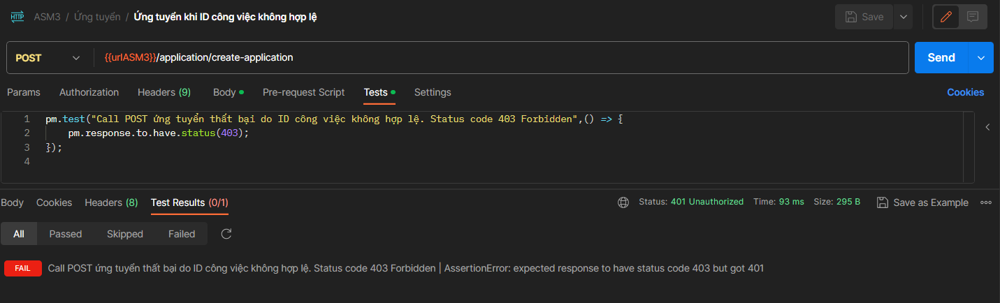 HTTP ASM3 / Ứng tuyển / Ứng tuyển khi ID công việc không hợp lệ Save
POST {{urlASM3}}/application/create-application Send
Params Authorization Headers (9) Body Pre-request Script Tests Settings Cookies
1 pm.test("Call POST ứng tuyển thất bại do ID công việc không hợp lệ. Status code 403 Forbidden",() => {
2 pm.response.to.have.status(403);
3 });
4
Body Cookies Headers (8) Test Results (0/1) Status: 401 Unauthorized Time: 93 ms Size: 295 B Save as Example
All Passed Skipped Failed
FAIL Call POST ứng tuyển thất bại do ID công việc không hợp lệ. Status code 403 Forbidden | AssertionError: expected response to have status code 403 but got 401